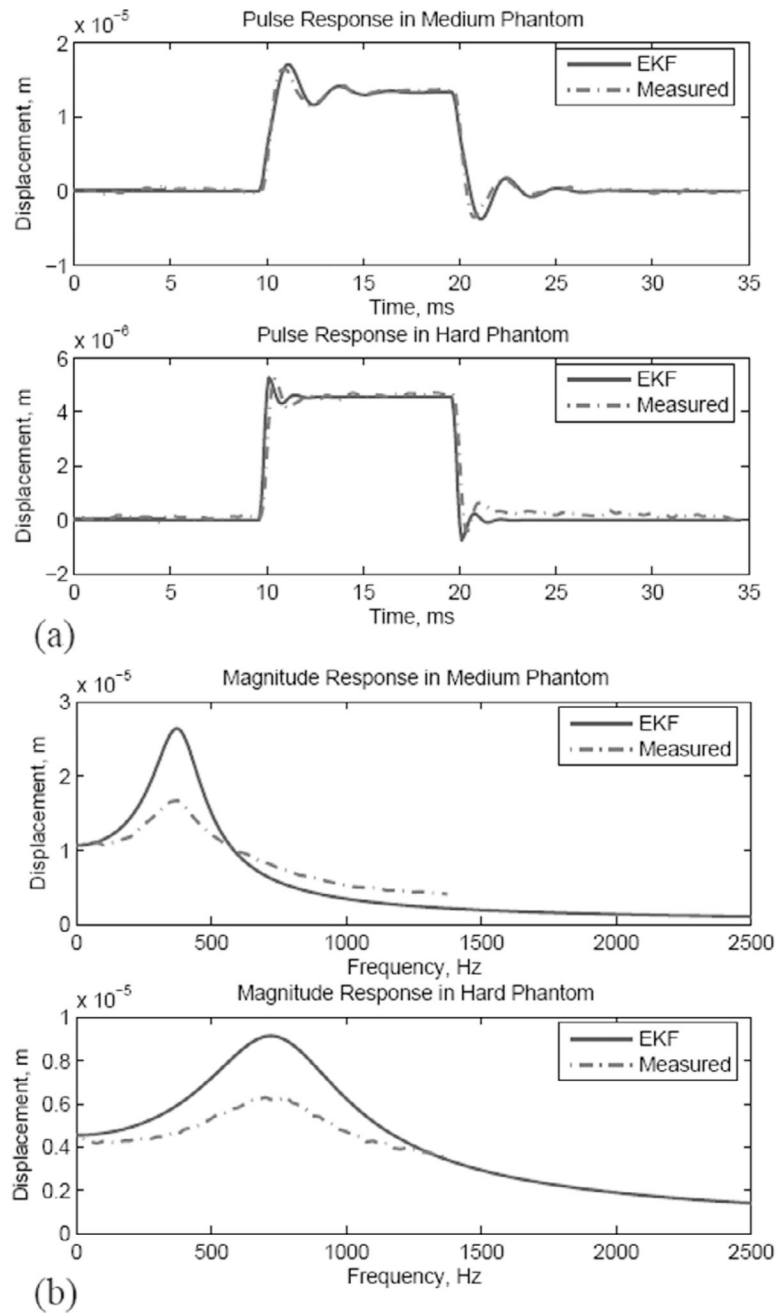 x 10⁻⁵
Pulse Response in Medium Phantom
2
1
0
−1
Displacement, m
EKF
Measured
0 5 10 15 20 25 30 35
Time, ms
x 10⁻⁶
Pulse Response in Hard Phantom
6
4
2
0
−2
Displacement, m
EKF
Measured
0 5 10 15 20 25 30 35
Time, ms
(a)
x 10⁻⁵
Magnitude Response in Medium Phantom
3
2
1
0
Displacement, m
EKF
Measured
0 500 1000 1500 2000 2500
Frequency, Hz
x 10⁻⁵
Magnitude Response in Hard Phantom
1
0.8
0.6
0.4
0.2
0
Displacement, m
EKF
Measured
0 500 1000 1500 2000 2500
Frequency, Hz
(b)